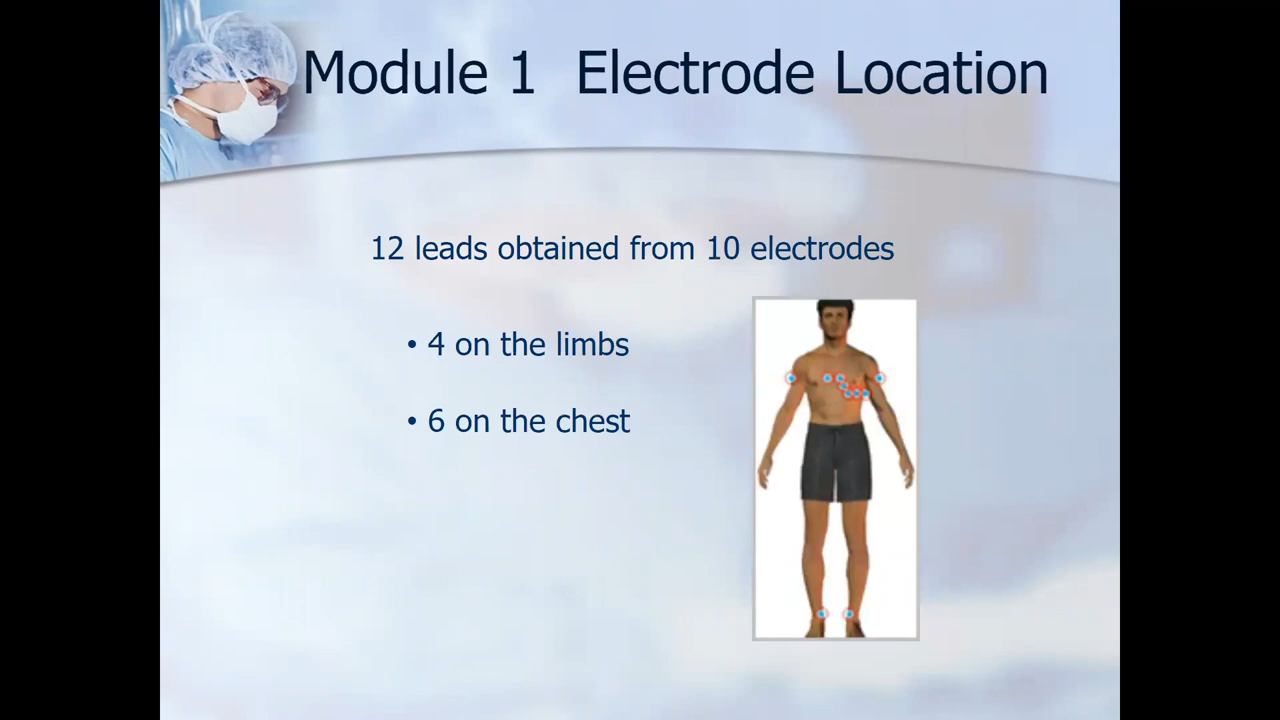 Module 1  Electrode Location
12 leads obtained from 10 electrodes
• 4 on the limbs
• 6 on the chest